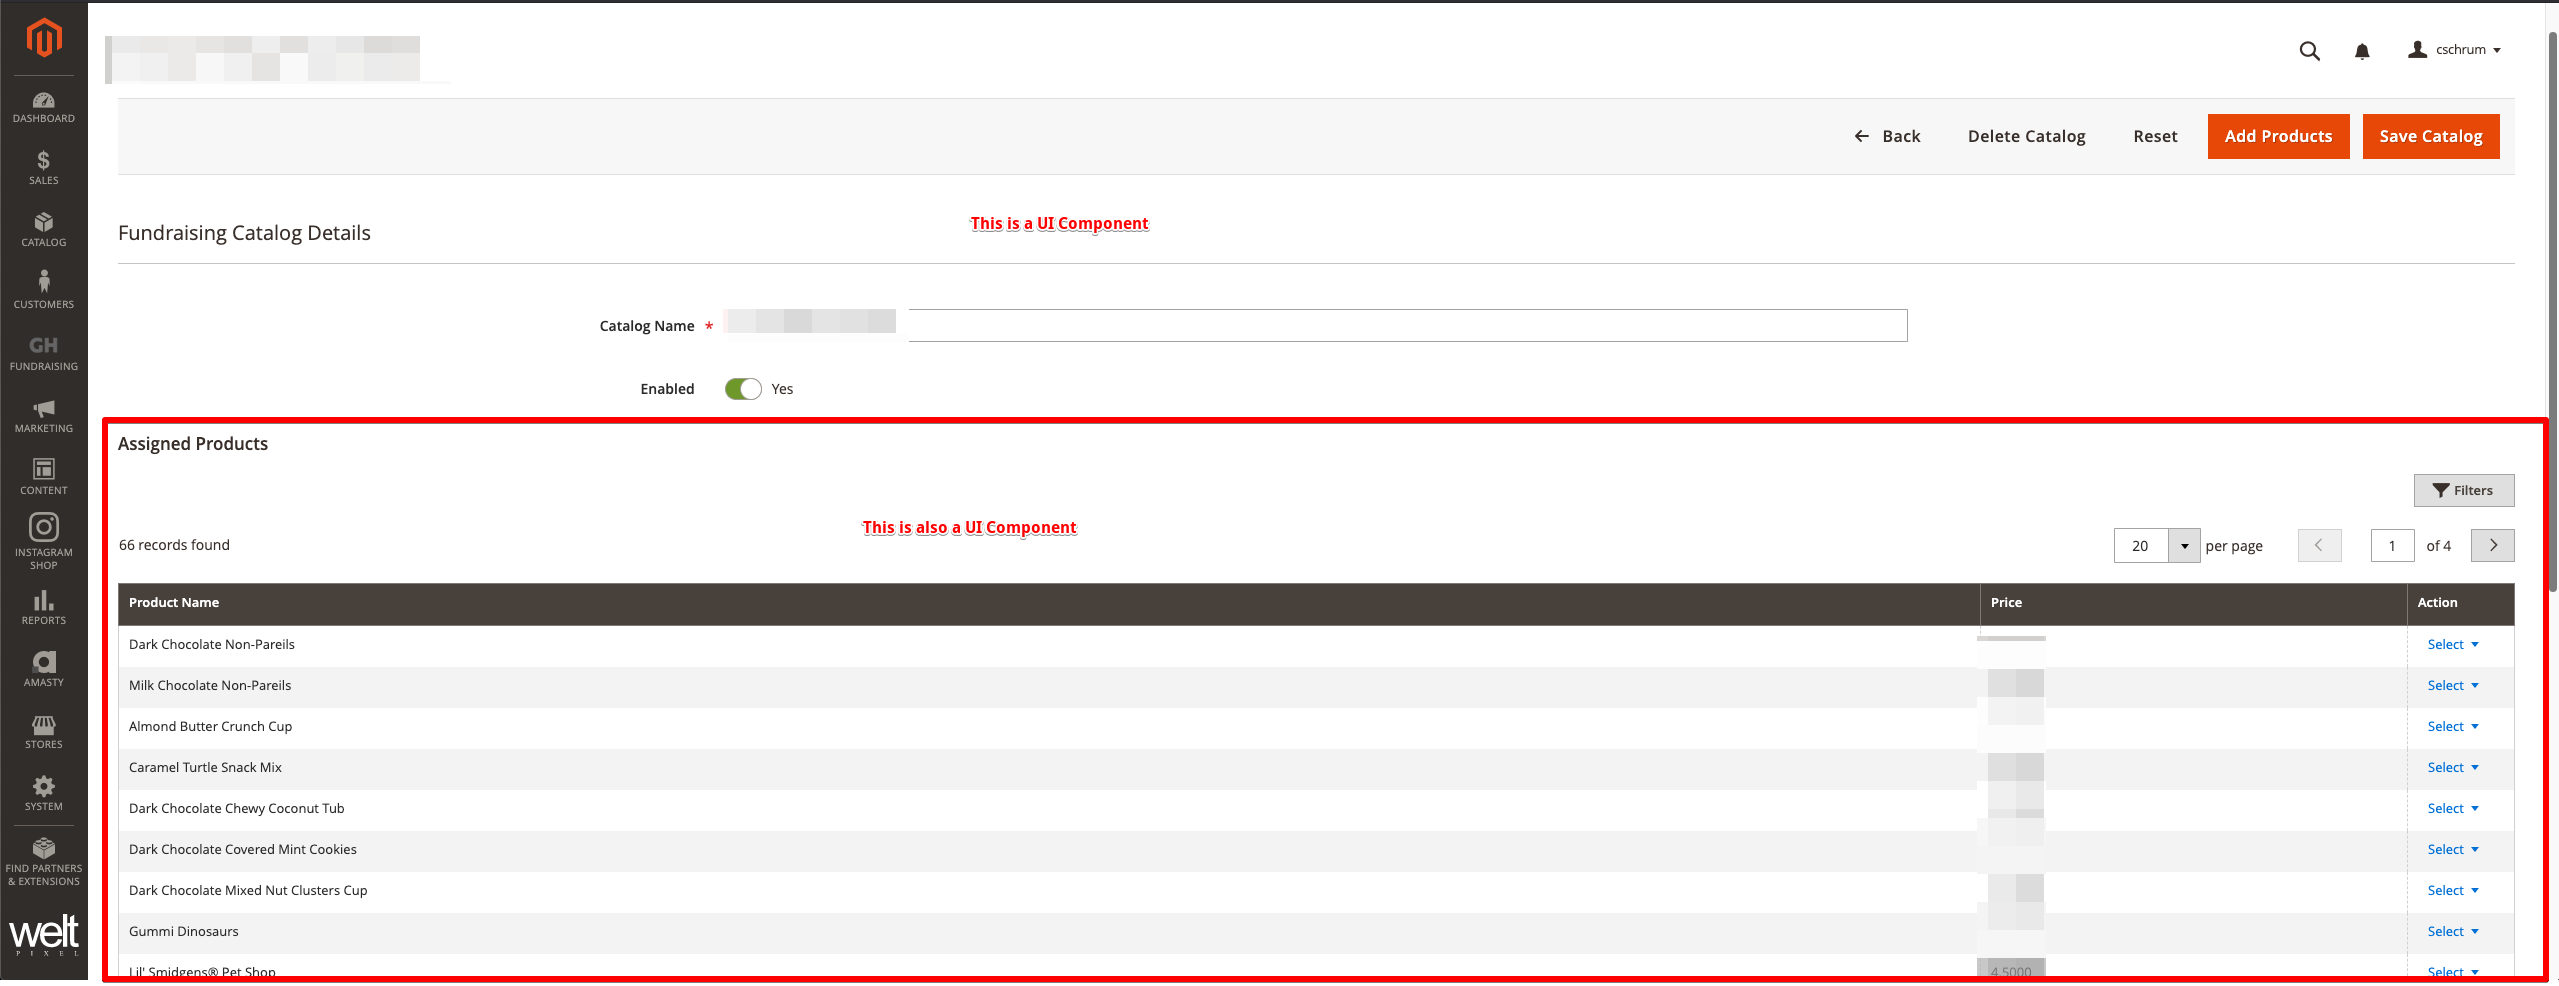 cschrum
Back Delete Catalog Reset Add Products Save Catalog
DASHBOARD
SALES
CATALOG
CUSTOMERS
GH
FUNDRAISING
MARKETING
CONTENT
INSTAGRAM
SHOP
REPORTS
AMASTY
STORES
SYSTEM
FIND PARTNERS
& EXTENSIONS
welt
PIXEL
This is a UI Component
Fundraising Catalog Details
Catalog Name *
Enabled Yes
Assigned Products
Filters
This is also a UI Component
66 records found 20 per page 1 of 4
Product Name Price Action
Dark Chocolate Non-Pareils Select
Milk Chocolate Non-Pareils Select
Almond Butter Crunch Cup Select
Caramel Turtle Snack Mix Select
Dark Chocolate Chewy Coconut Tub Select
Dark Chocolate Covered Mint Cookies Select
Dark Chocolate Mixed Nut Clusters Cup Select
Gummi Dinosaurs Select
Lil' Smidgens® Pet Shop 4.5000 Select